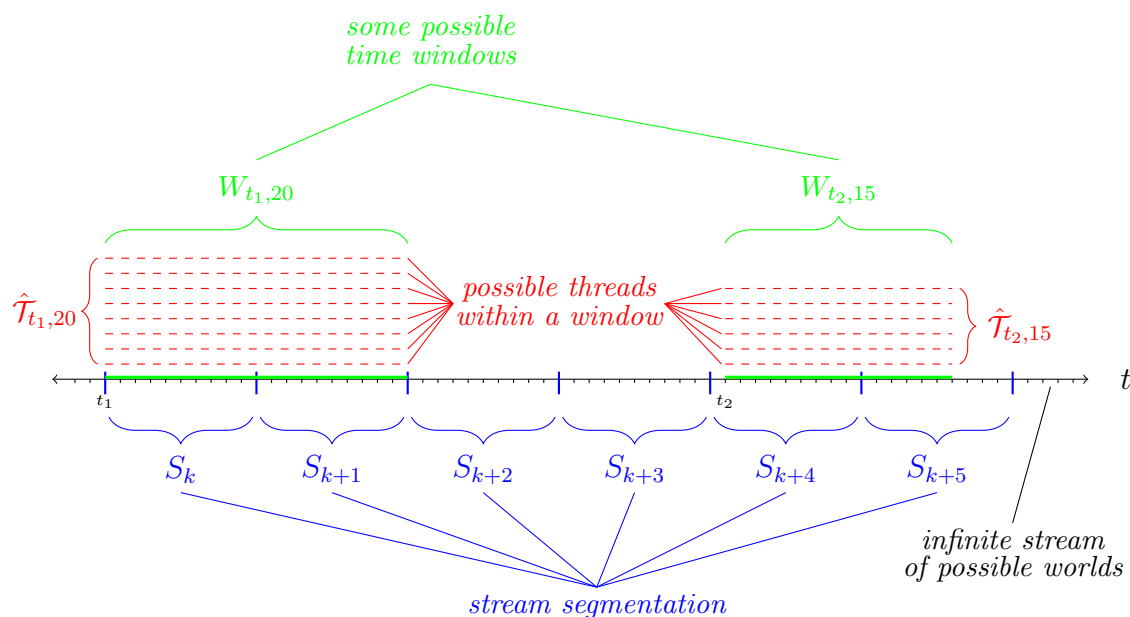 some possible
time windows
W_{t_1,20}
W_{t_2,15}
possible threads
within a window
\hat{\mathcal{T}}_{t_1,20}
\hat{\mathcal{T}}_{t_2,15}
t
t_1
t_2
S_k
S_{k+1}
S_{k+2}
S_{k+3}
S_{k+4}
S_{k+5}
infinite stream
of possible worlds
stream segmentation